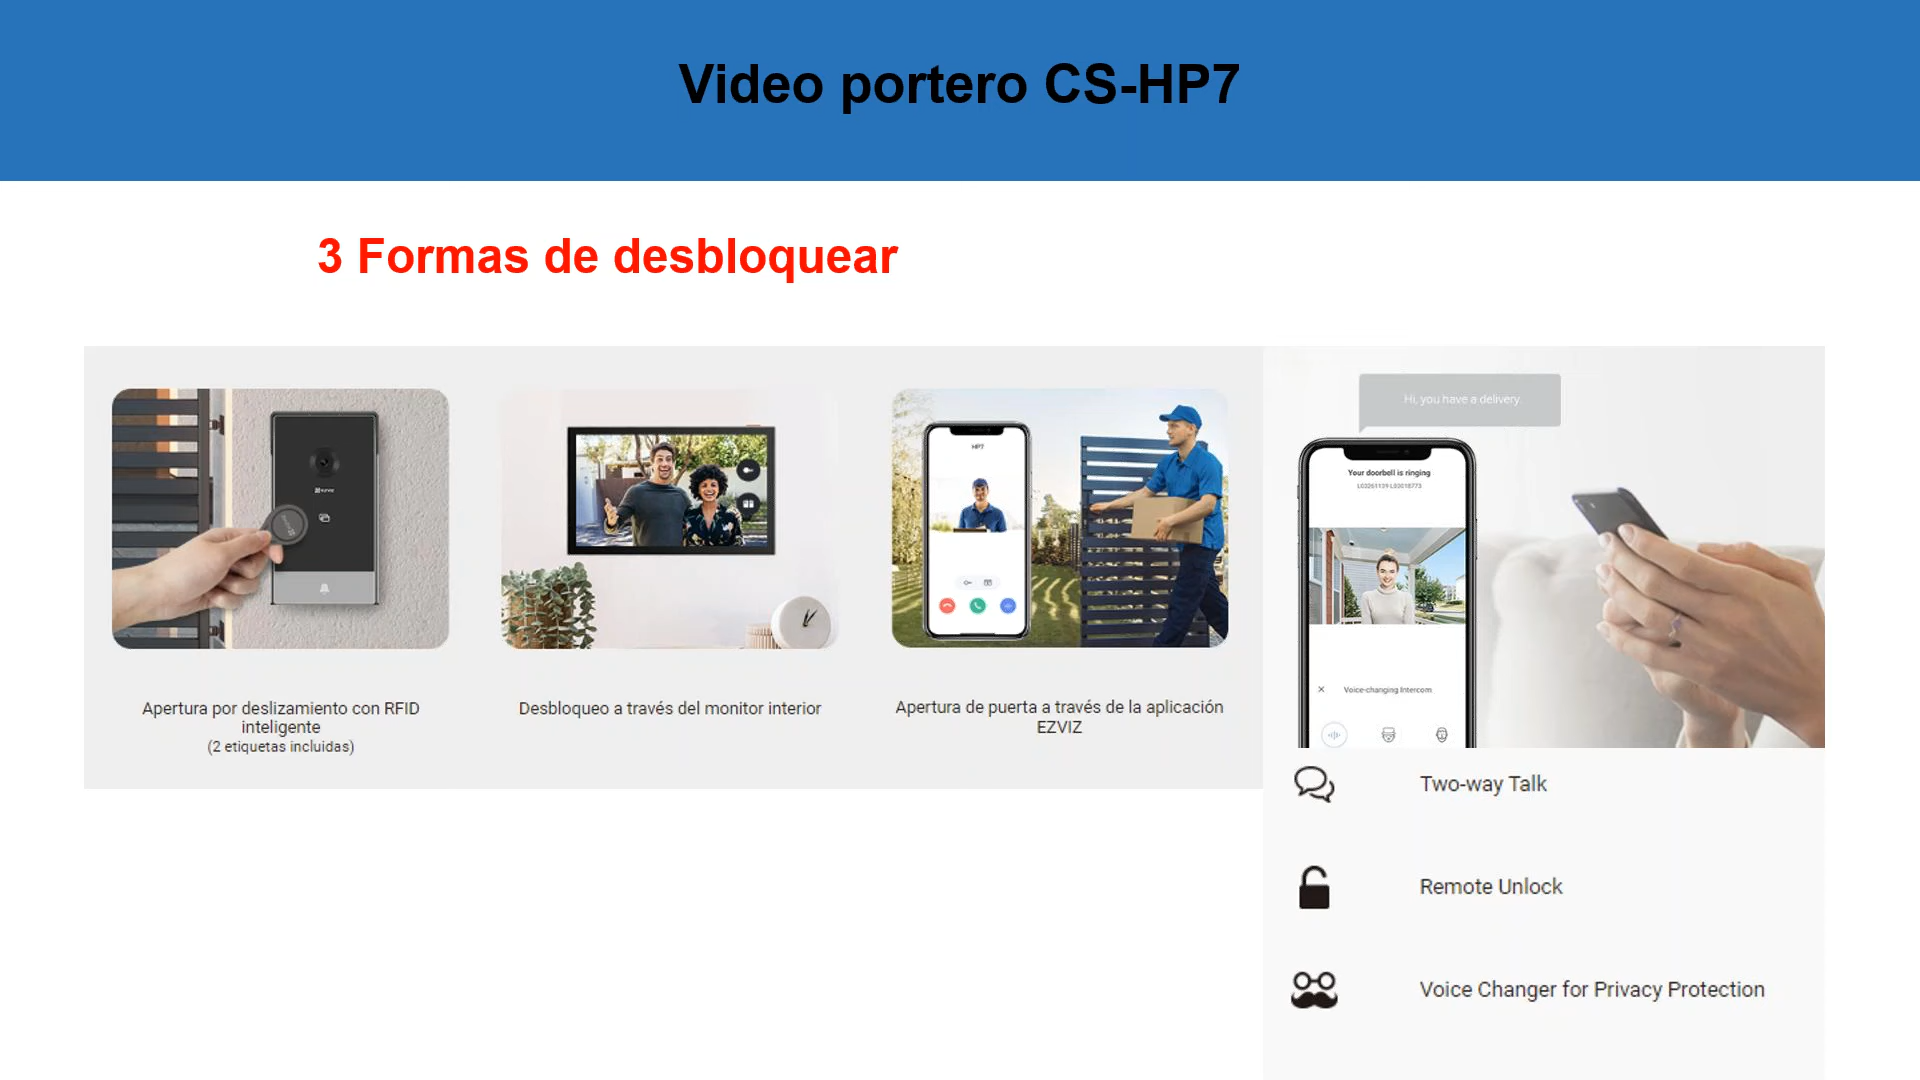 Video portero CS-HP7
3 Formas de desbloquear
Apertura por deslizamiento con RFID
inteligente
(2 etiquetas incluidas)
Desbloqueo a través del monitor interior
HP7
Apertura de puerta a través de la aplicación
EZVIZ
Hi, you have a delivery.
Your doorbell is ringing
Voice-changing Intercom
Two-way Talk
Remote Unlock
Voice Changer for Privacy Protection